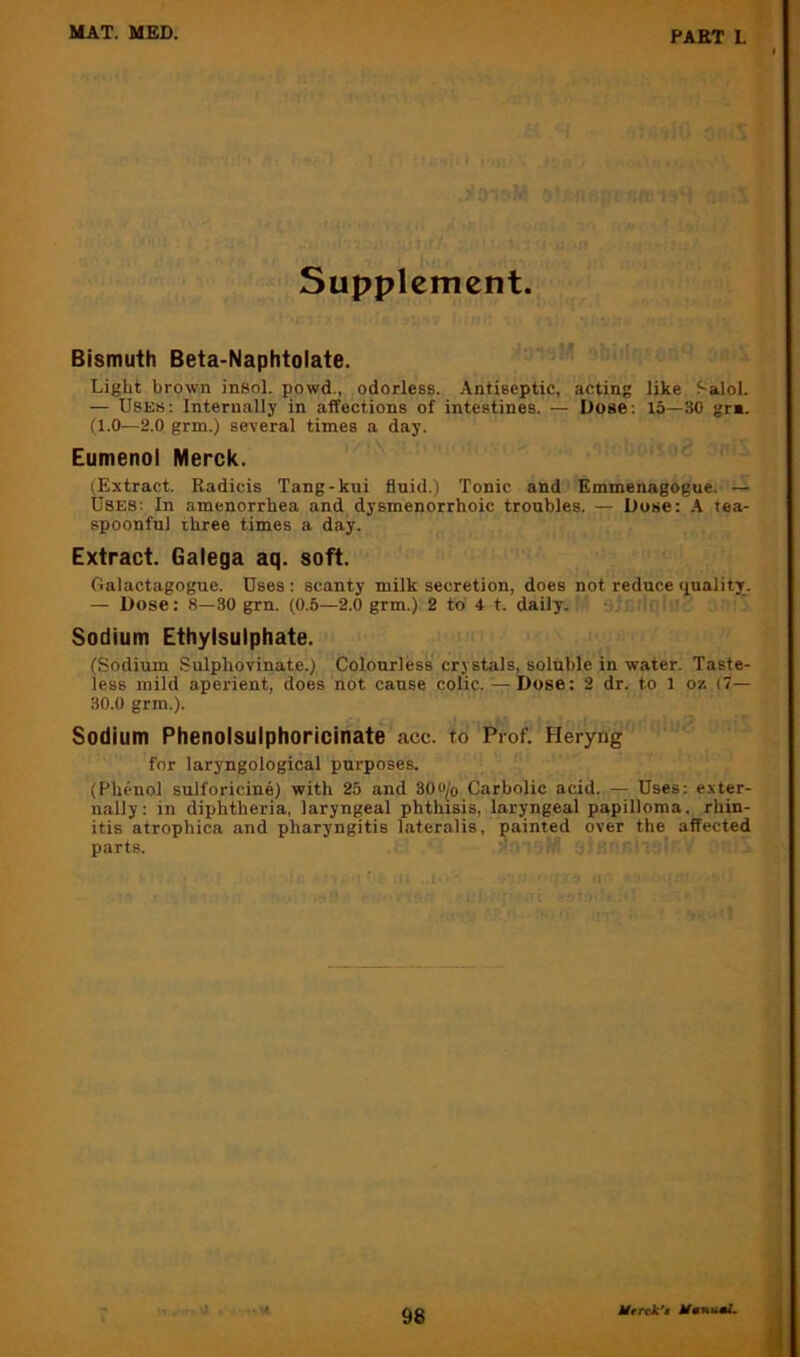 MAT. MED.
PART I.
Supplement.
Bismuth Beta-Naphtolate.
Light brown insol. powd., odorless. Antiseptic, acting like Salol.
— USES: Internally in affections of intestines. — Dose: 15—30 grs.
(1.0—2.0 grm.) several times a day.
Eumenol Merck.
(Extract. Radicis Tang-kui fluid.) Tonic and Emmenagogue. —
USES: In amenorrhea and dysmenorrhoic troubles. — Dose: A tea-
spoonful three times a day.
Extract. Galega aq. soft.
Galactagogue. Uses: scanty milk secretion, does not reduce quality.
— Dose: 8—30 grn. (0.5—2.0 grm.) 2 to 4 t. daily.
Sodium Ethylsulphate.
(Sodium Sulphovinate.) Colourless crystals, soluble in water. Taste-
less mild aperient, does not cause colic. — Dose: 2 dr. to 1 oz (7—
30.0 grm.).
Sodium Phenolsulphoricinate acc. to Prof. Heryng
for laryngological purposes.
(Phénol sulforiciné) with 25 and 30% Carbolic acid. — Uses: exter-
nally: in diphtheria, laryngeal phthisis, laryngeal papilloma, rhin-
itis atrophica and pharyngitis lateralis, painted over the affected
parts.
98
Merck's Manual.